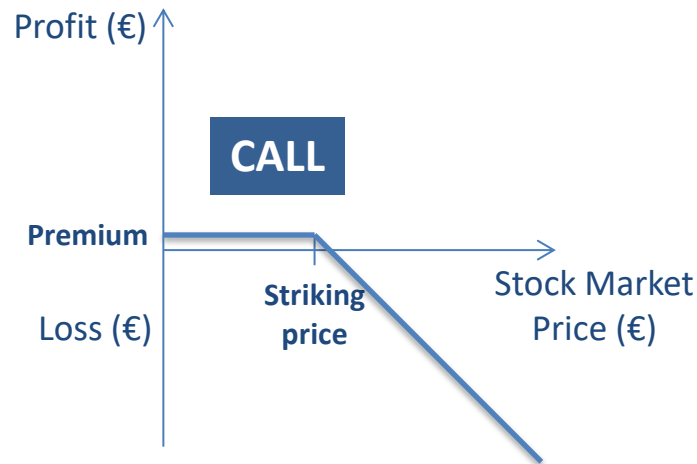 Profit (€)
CALL
Premium
Striking
price
Stock Market
Price (€)
Loss (€)